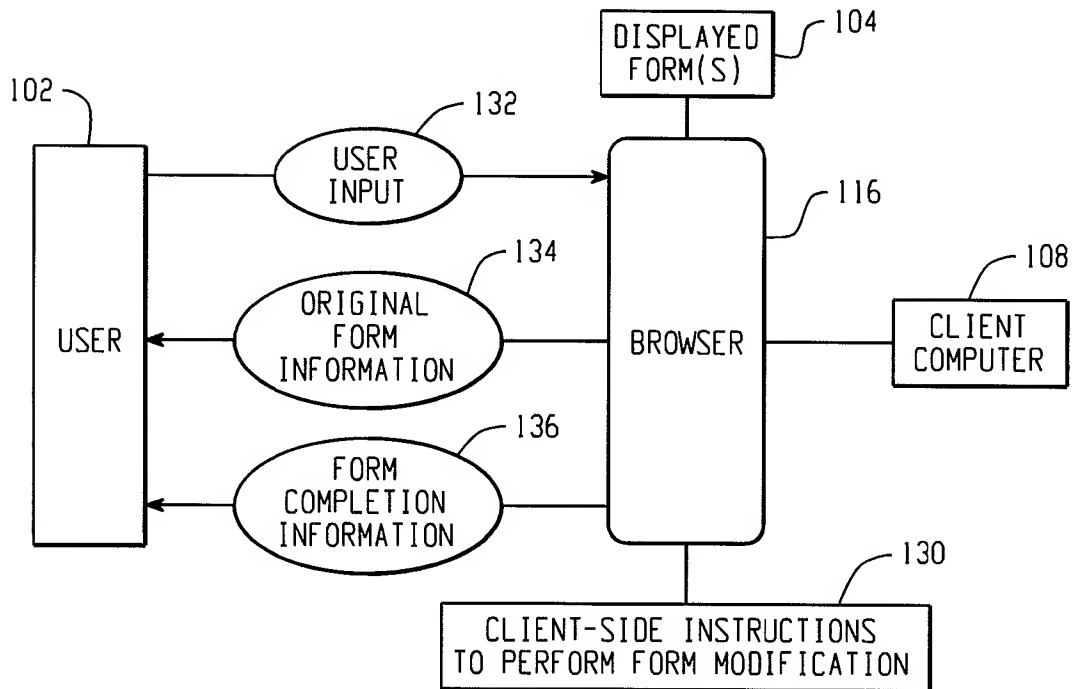 DISPLAYED
FORM(S)
104
102
132
USER
INPUT
116
134
108
ORIGINAL
FORM
INFORMATION
USER
BROWSER
CLIENT
COMPUTER
136
FORM
COMPLETION
INFORMATION
130
CLIENT-SIDE INSTRUCTIONS
TO PERFORM FORM MODIFICATION